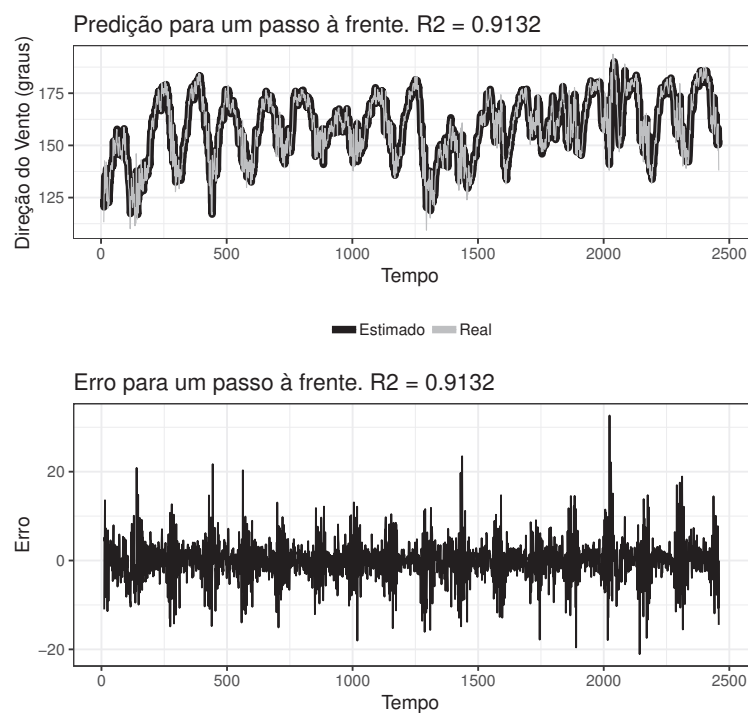 Predição para um passo à frente. R2 = 0.9132
Direção do Vento (graus)
175
150
125
0 500 1000 1500 2000 2500
Tempo
Estimado Real
Erro para um passo à frente. R2 = 0.9132
Erro
20
0
−20
0 500 1000 1500 2000 2500
Tempo